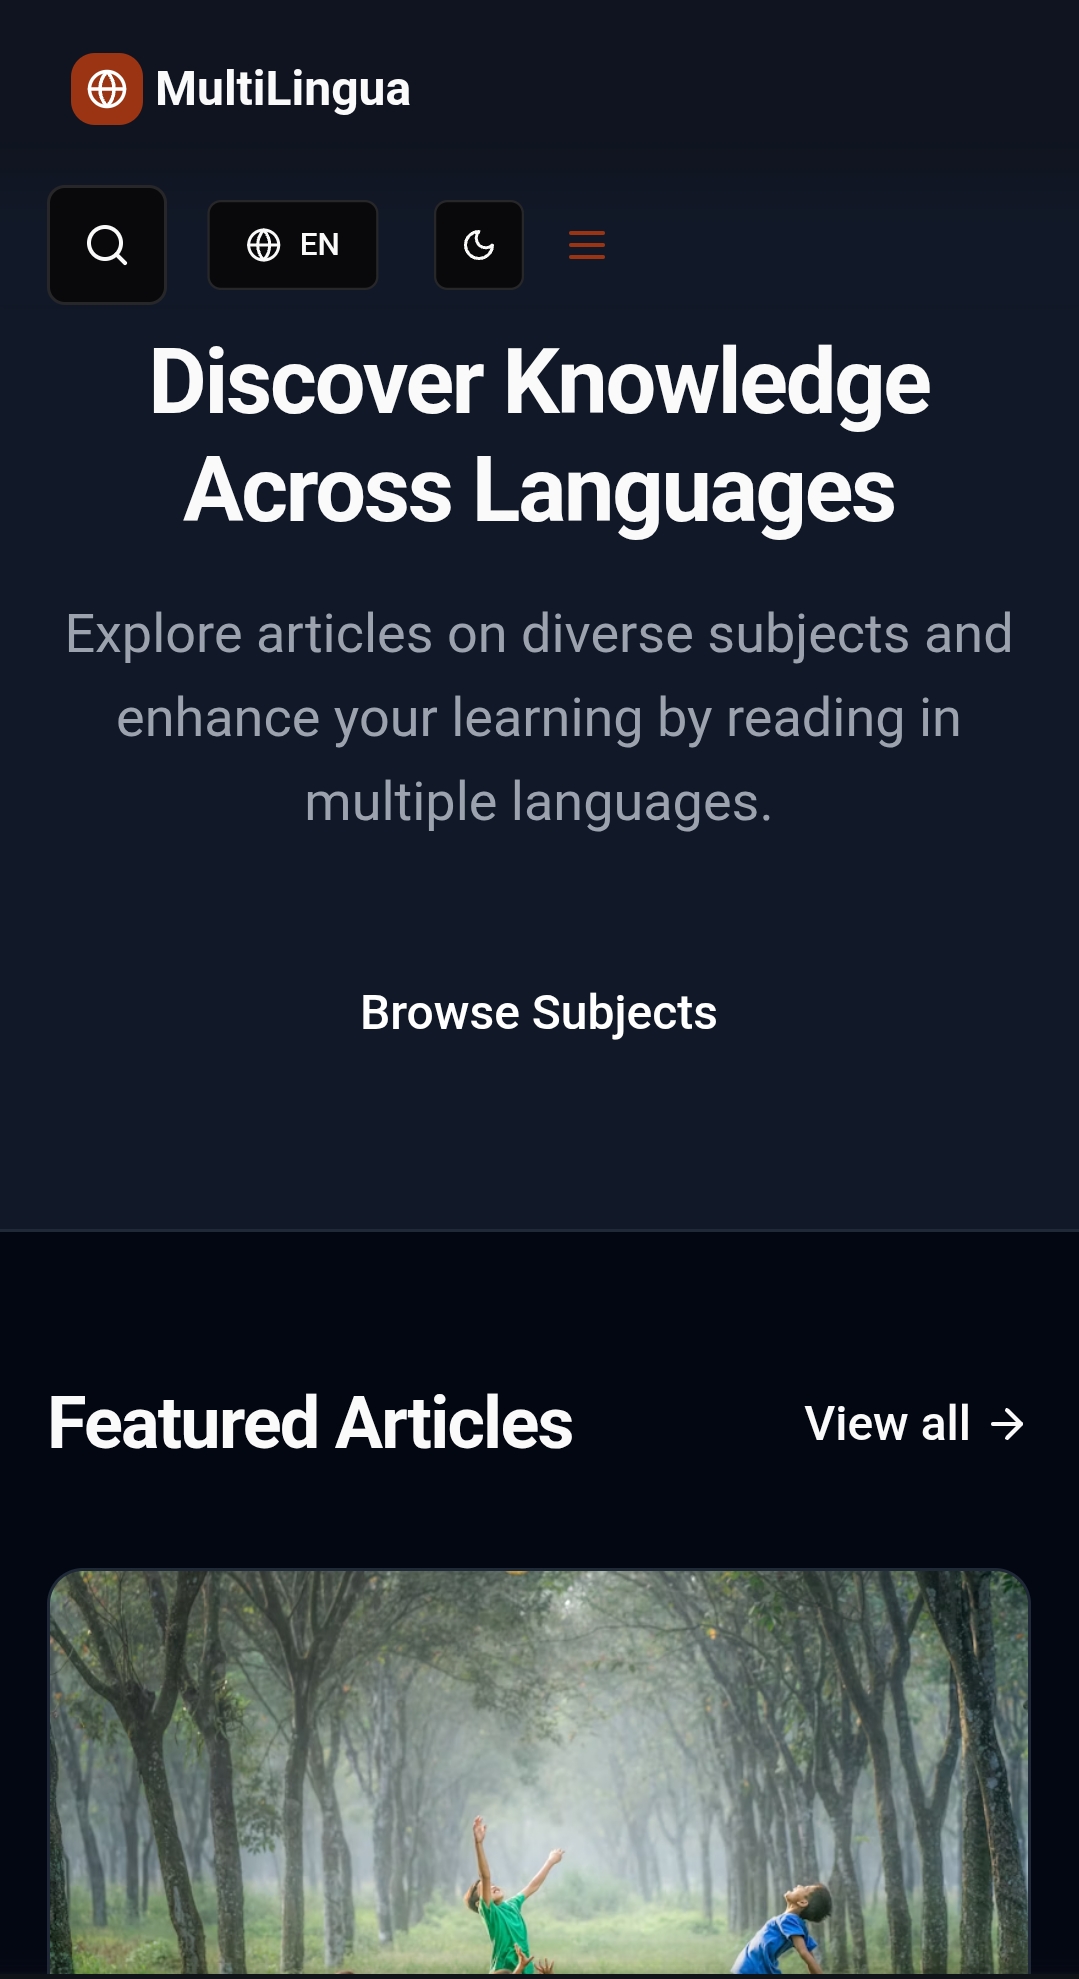 MultiLingua
EN
Discover Knowledge
Across Languages
Explore articles on diverse subjects and
enhance your learning by reading in
multiple languages.
Browse Subjects
Featured Articles
View all